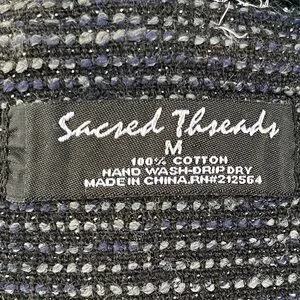 Sacred Threads
M
100% COTTON
HAND WASH-DRIP DRY
MADE IN CHINA.RN#212564